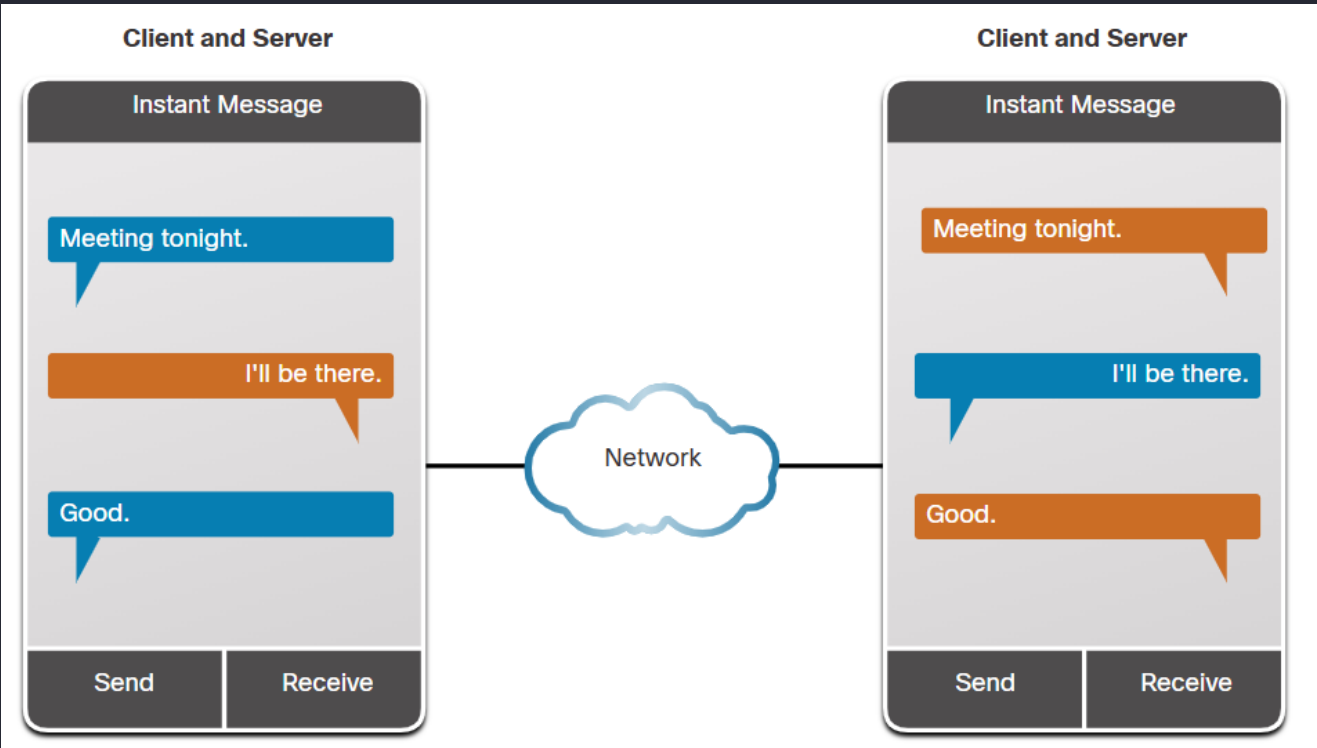 Client and Server
Instant Message
Meeting tonight.
I'll be there.
Good.
Send
Receive
Network
Client and Server
Instant Message
Meeting tonight.
I'll be there.
Good.
Send
Receive